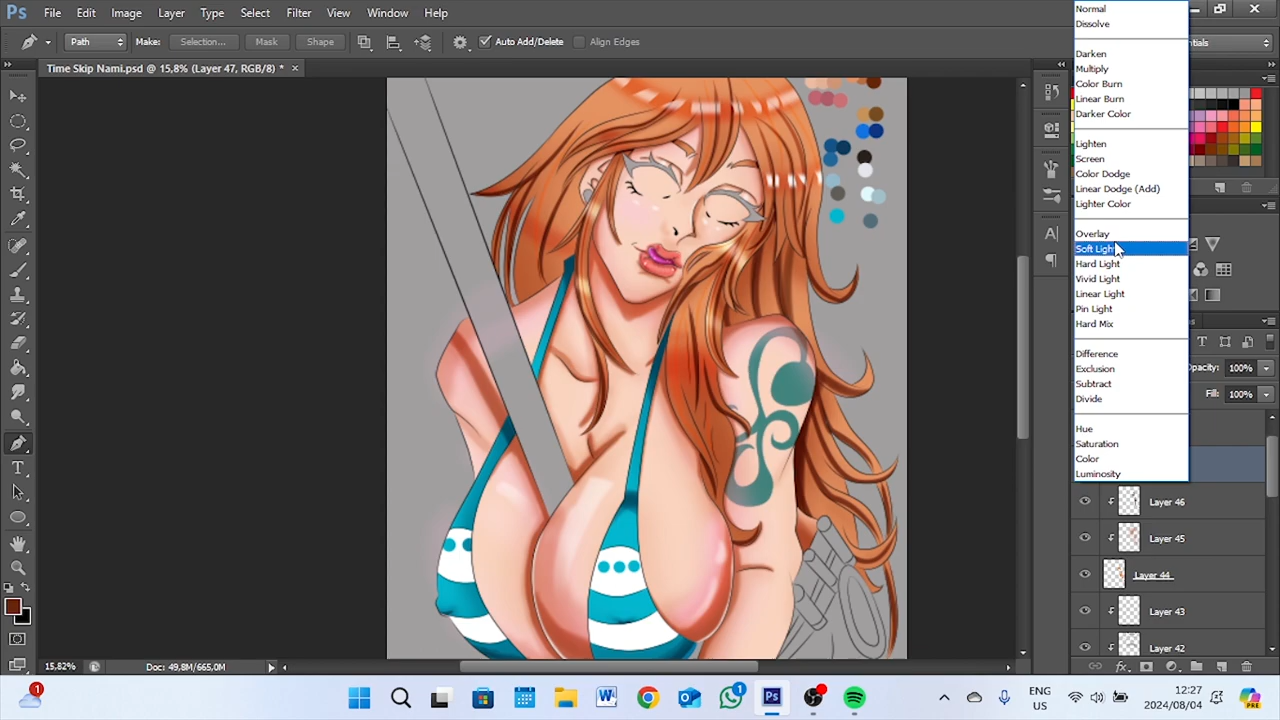 Ps File Edit Image Layer Type Select Filter View Window Help
Path Make: Selection... Mask Shape Auto Add/Delete Align Edges
Time Skip Nami.psd @ 15,8% (Layer 47, RGB/8) * ×
Normal
Dissolve
Darken
Multiply
Color Burn
Linear Burn
Darker Color
Lighten
Screen
Color Dodge
Linear Dodge (Add)
Lighter Color
Overlay
Soft Light
Hard Light
Vivid Light
Linear Light
Pin Light
Hard Mix
Difference
Exclusion
Subtract
Divide
Hue
Saturation
Color
Luminosity
100%
Fill: 100%
Layer 46
Layer 45
Layer 44
Layer 43
Layer 42
15,82% Doc: 49,8M/665,0M
1
ENG
US
12:27
2024/08/04